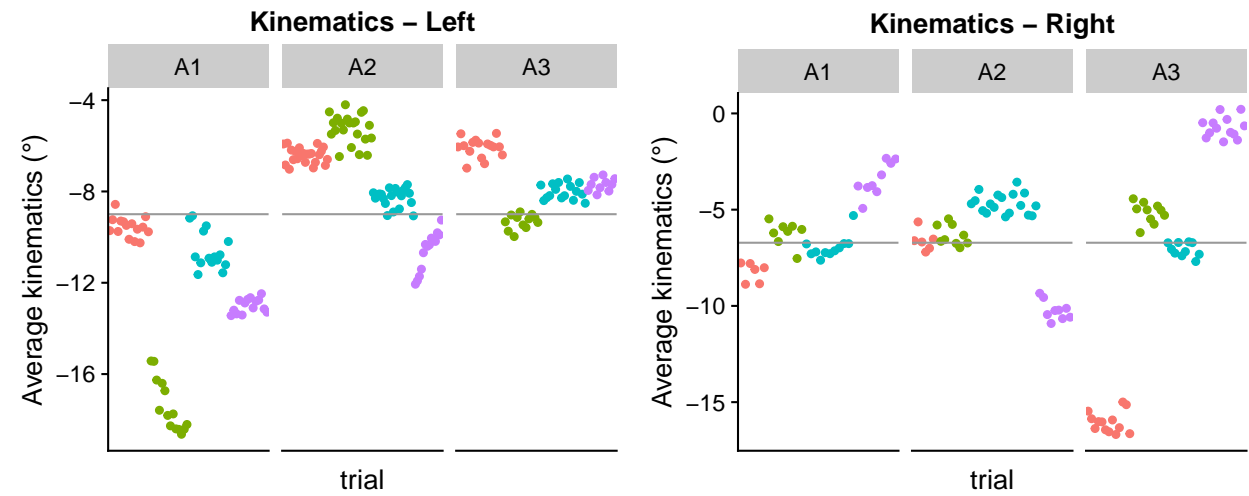 Kinematics – Left
A1
A2
A3
Average kinematics (°)
−4
−8
−12
−16
trial
Kinematics – Right
A1
A2
A3
Average kinematics (°)
0
−5
−10
−15
trial